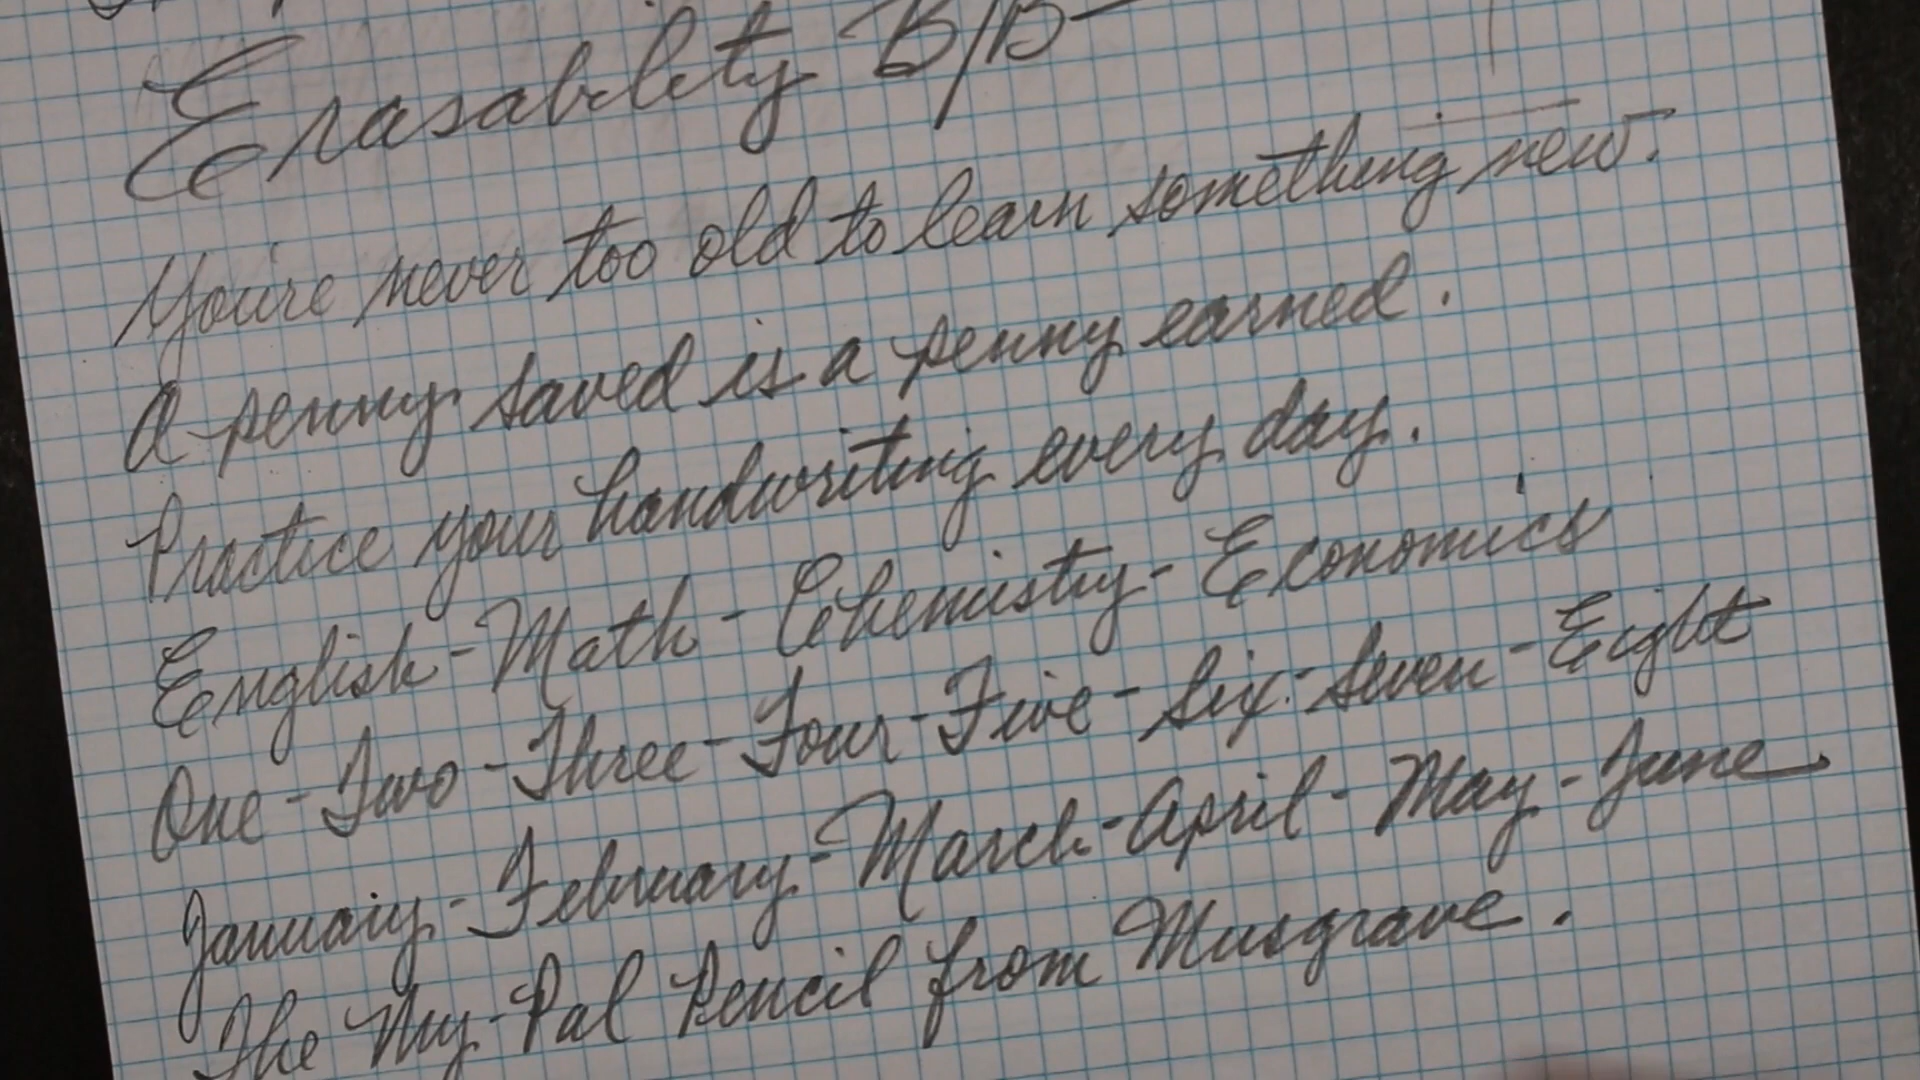 Erasability B/B-
You're never too old to learn something new.
A penny saved is a penny earned.
Practice your handwriting every day.
English - Math - Chemistry - Economics
One - Two - Three - Four - Five - Six - Seven - Eight
January - February - March - April - May - June
The My-Pal Pencil from Musgrave.